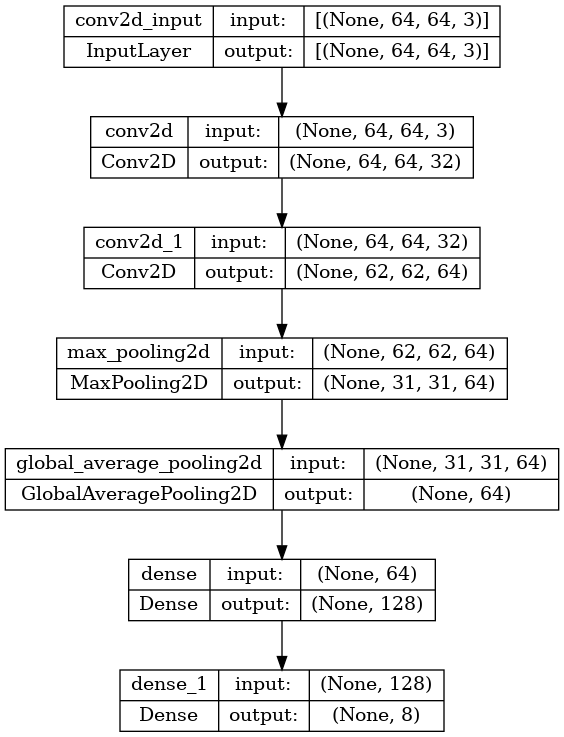 conv2d_input input: [(None, 64, 64, 3)]
InputLayer output: [(None, 64, 64, 3)]
conv2d input: (None, 64, 64, 3)
Conv2D output: (None, 64, 64, 32)
conv2d_1 input: (None, 64, 64, 32)
Conv2D output: (None, 62, 62, 64)
max_pooling2d input: (None, 62, 62, 64)
MaxPooling2D output: (None, 31, 31, 64)
global_average_pooling2d input: (None, 31, 31, 64)
GlobalAveragePooling2D output: (None, 64)
dense input: (None, 64)
Dense output: (None, 128)
dense_1 input: (None, 128)
Dense output: (None, 8)